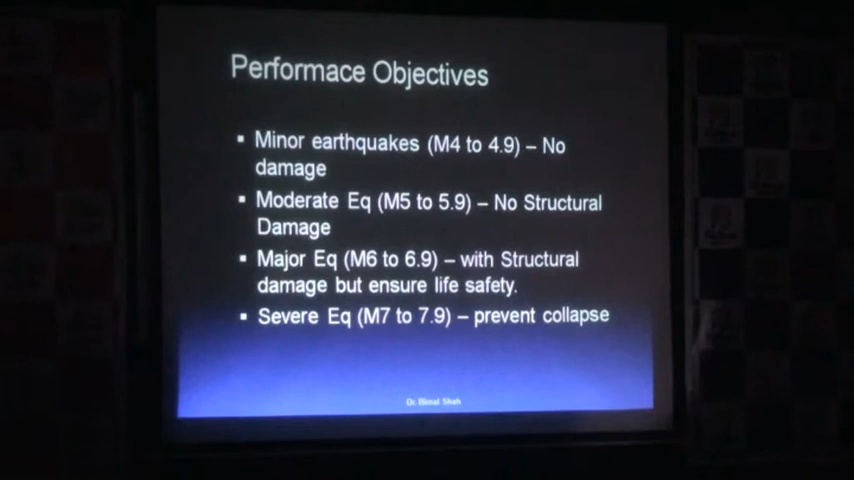 Performace Objectives
▪ Minor earthquakes (M4 to 4.9) – No
damage
▪ Moderate Eq (M5 to 5.9) – No Structural
Damage
▪ Major Eq (M6 to 6.9) – with Structural
damage but ensure life safety.
▪ Severe Eq (M7 to 7.9) – prevent collapse
Dr. Bimal Shah